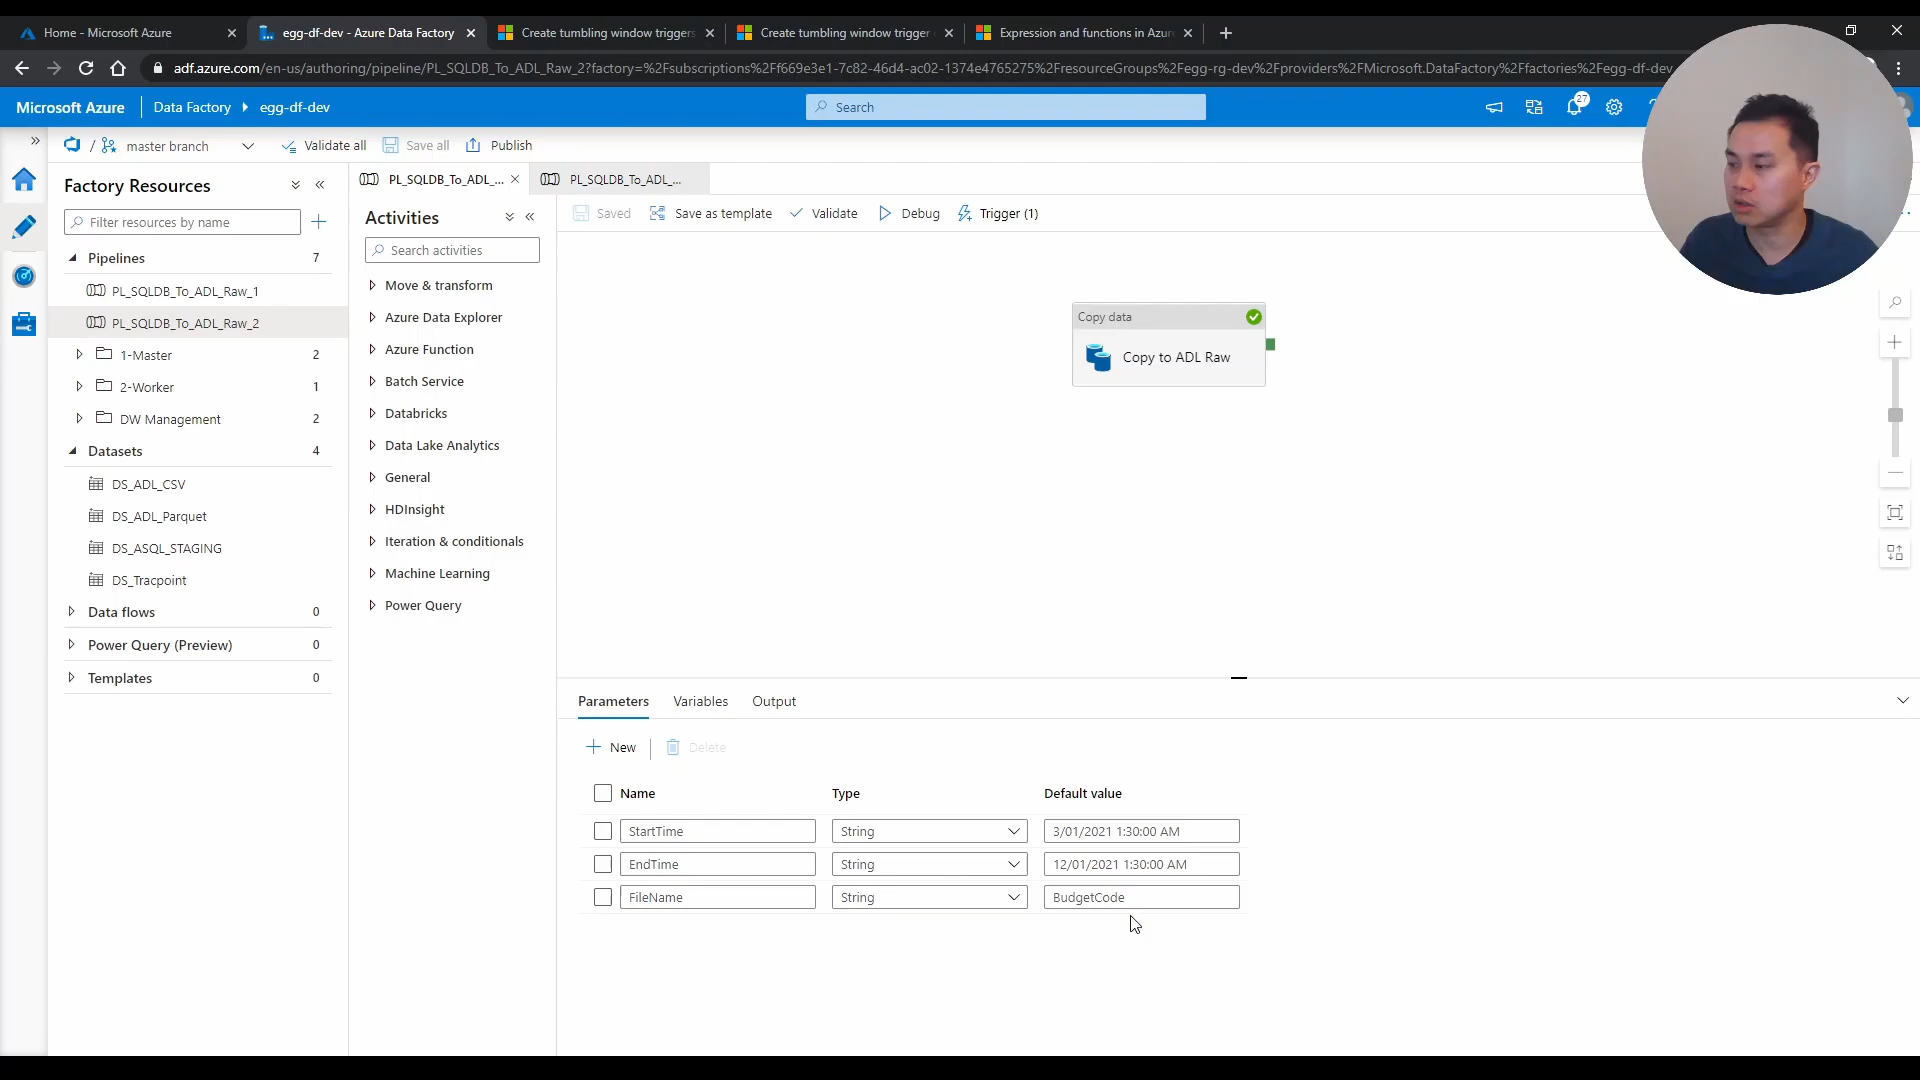 Home - Microsoft Azure
egg-df-dev - Azure Data Factory
Create tumbling window triggers
Create tumbling window trigger
Expression and functions in Azur
adf.azure.com/en-us/authoring/pipeline/PL_SQLDB_To_ADL_Raw_2?factory=%2Fsubscriptions%2Ff669e3e1-7c82-46d4-ac02-1374e4765275%2FresourceGroups%2Fegg-rg-dev%2Fproviders%2FMicrosoft.DataFactory%2Ffactories%2Fegg-df-dev
Microsoft Azure
Data Factory
egg-df-dev
Search
27
/ master branch
Validate all
Save all
Publish
Factory Resources
Filter resources by name
Pipelines 7
PL_SQLDB_To_ADL_Raw_1
PL_SQLDB_To_ADL_Raw_2
1-Master 2
2-Worker 1
DW Management 2
Datasets 4
DS_ADL_CSV
DS_ADL_Parquet
DS_ASQL_STAGING
DS_Tracpoint
Data flows 0
Power Query (Preview) 0
Templates 0
PL_SQLDB_To_ADL_...
PL_SQLDB_To_ADL_...
Activities
Search activities
Move & transform
Azure Data Explorer
Azure Function
Batch Service
Databricks
Data Lake Analytics
General
HDInsight
Iteration & conditionals
Machine Learning
Power Query
Saved
Save as template
Validate
Debug
Trigger (1)
Copy data
Copy to ADL Raw
Parameters
Variables
Output
New
Delete
Name Type Default value
StartTime String 3/01/2021 1:30:00 AM
EndTime String 12/01/2021 1:30:00 AM
FileName String BudgetCode